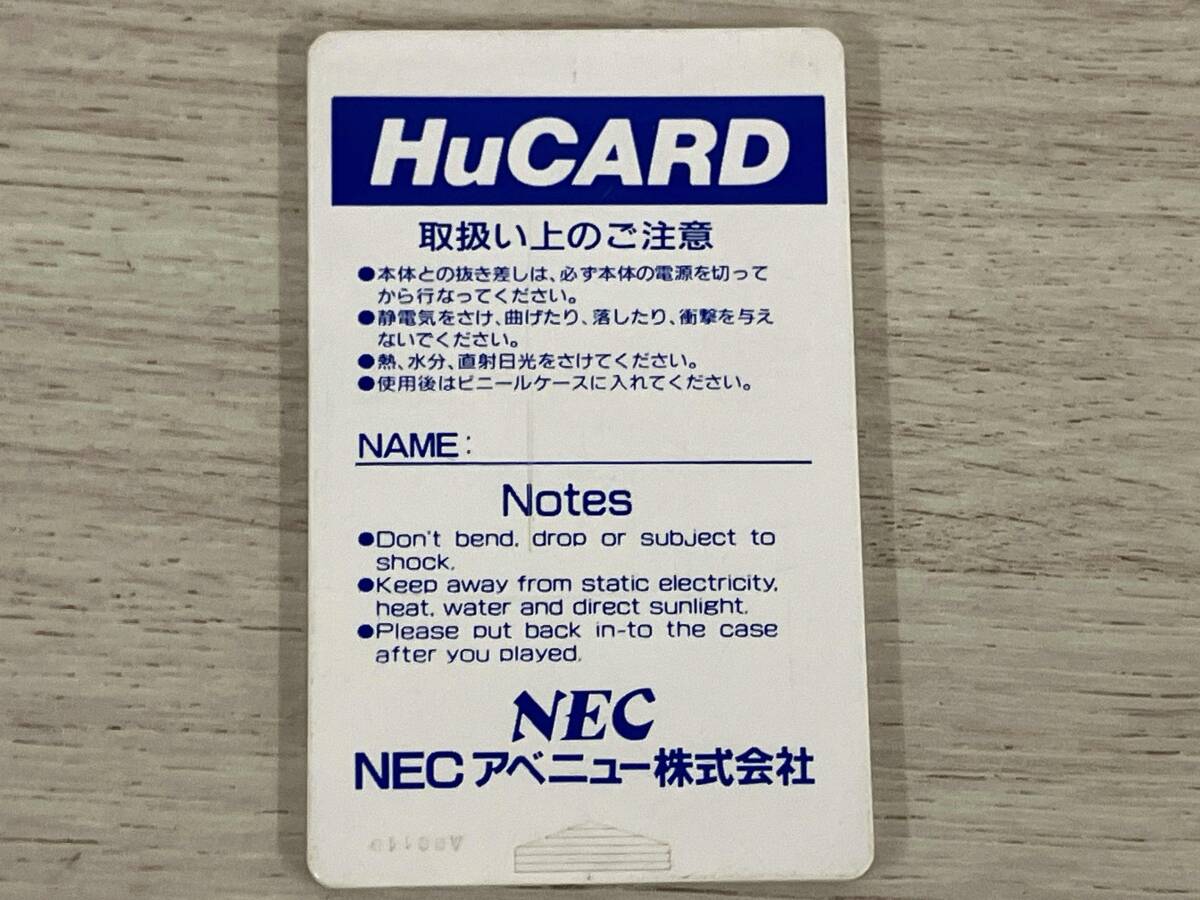 HuCARD
取扱い上のご注意
●本体との抜き差しは、必ず本体の電源を切って
から行なってください。
●静電気をさけ、曲げたり、落したり、衝撃を与え
ないでください。
●熱、水分、直射日光をさけてください。
●使用後はビニールケースに入れてください。
NAME:
Notes
●Don't bend, drop or subject to
shock.
●Keep away from static electricity,
heat, water and direct sunlight.
●Please put back in-to the case
after you played.
NEC
NECアベニュー株式会社